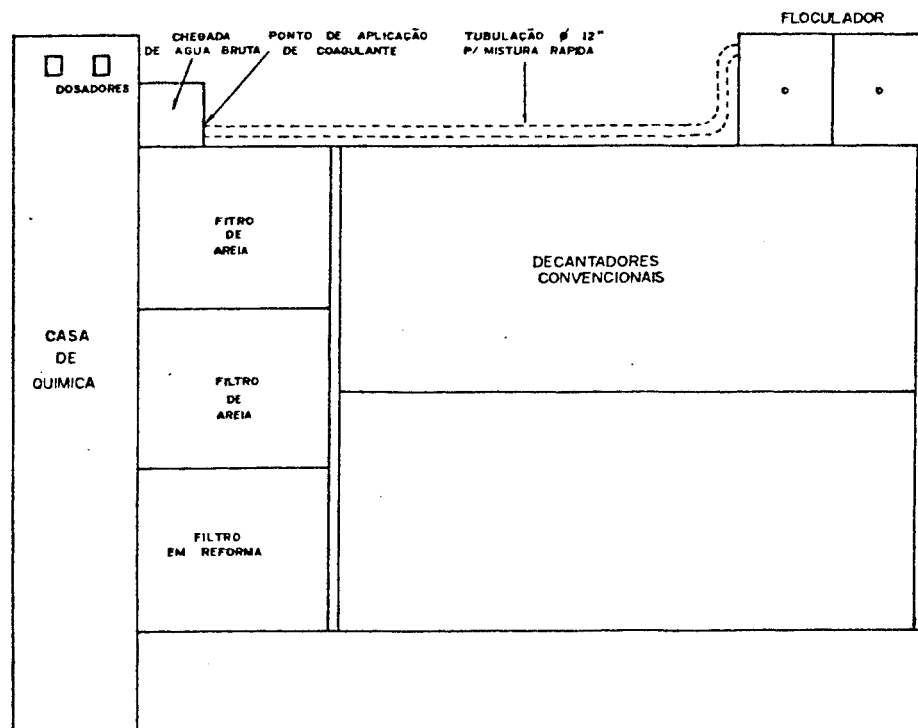 FLOCULADOR
CHEGADA
DE AGUA BRUTA
PONTO DE APLICAÇÃO
DE COAGULANTE
TUBULAÇÃO ø 12"
P/ MISTURA RAPIDA
DOSADORES
FITRO
DE
AREIA
DECANTADORES
CONVENCIONAIS
CASA
DE
QUIMICA
FILTRO
DE
AREIA
FILTRO
EM REFORMA